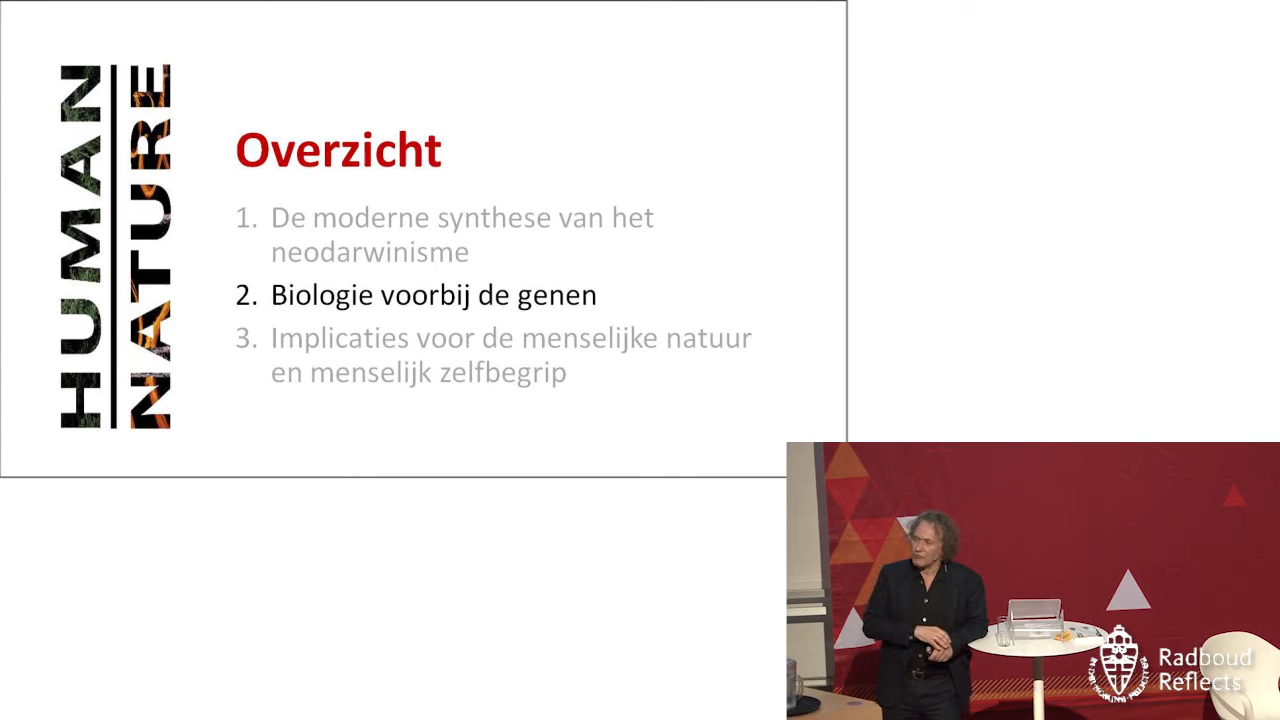 HUMAN
NATURE
Overzicht
1. De moderne synthese van het
neodarwinisme
2. Biologie voorbij de genen
3. Implicaties voor de menselijke natuur
en menselijk zelfbegrip
Radboud
Reflects